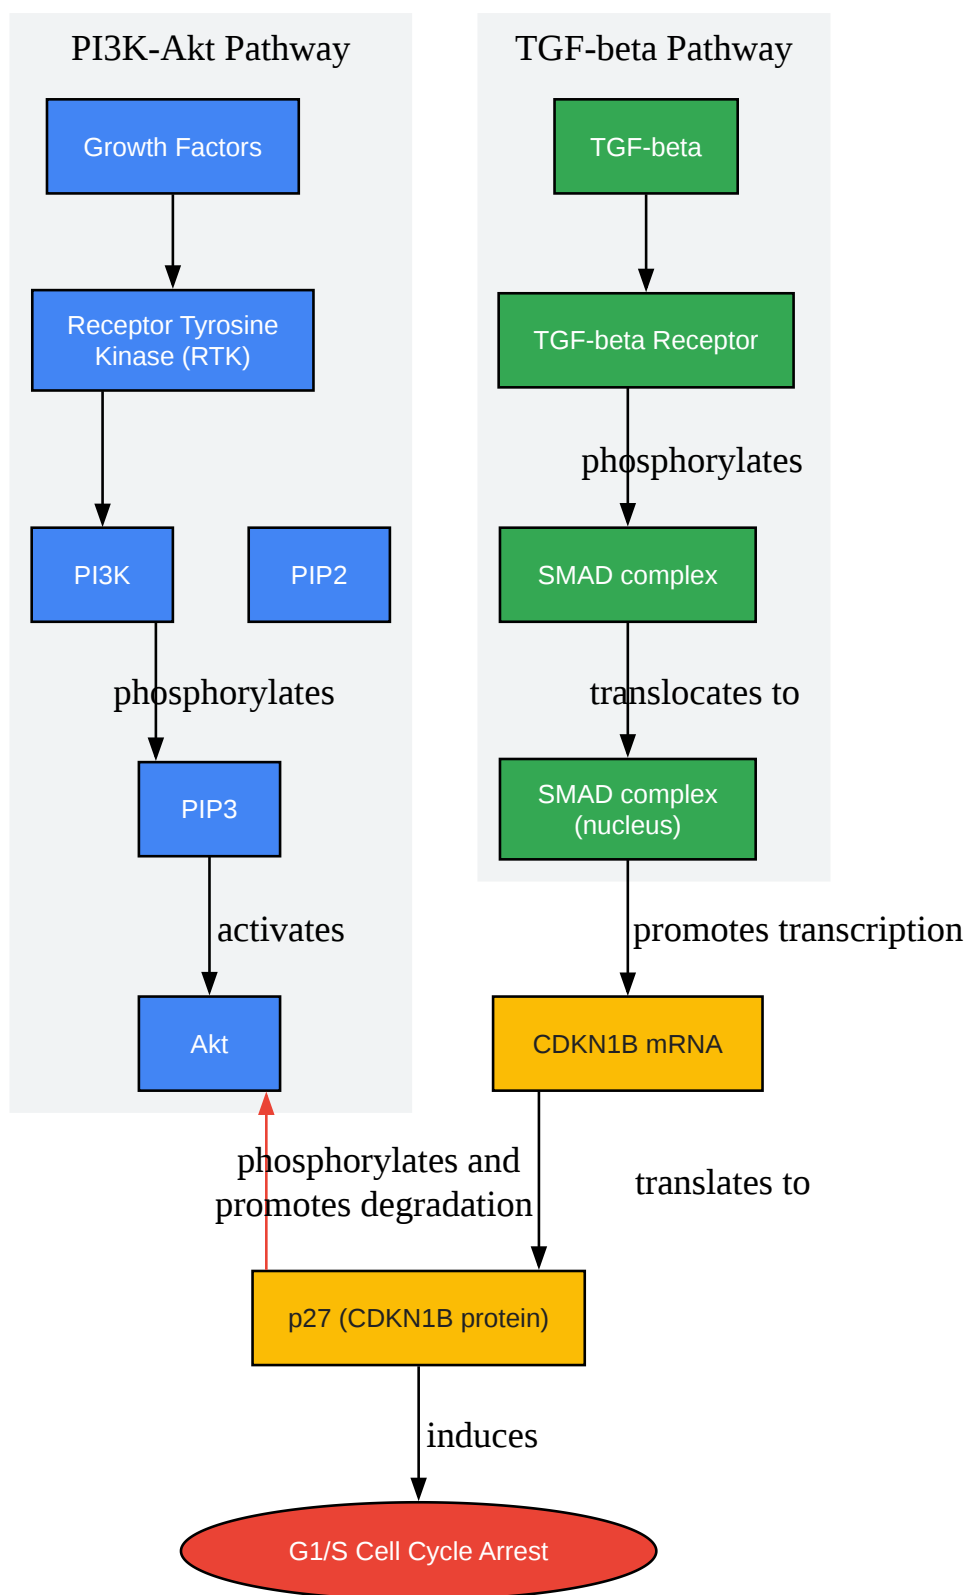 PI3K-Akt Pathway
TGF-beta Pathway
Growth Factors
TGF-beta
Receptor Tyrosine
Kinase (RTK)
TGF-beta Receptor
phosphorylates
PI3K
PIP2
SMAD complex
phosphorylates
translocates to
PIP3
SMAD complex
(nucleus)
activates
promotes transcription
Akt
CDKN1B mRNA
phosphorylates and
promotes degradation
translates to
p27 (CDKN1B protein)
induces
G1/S Cell Cycle Arrest